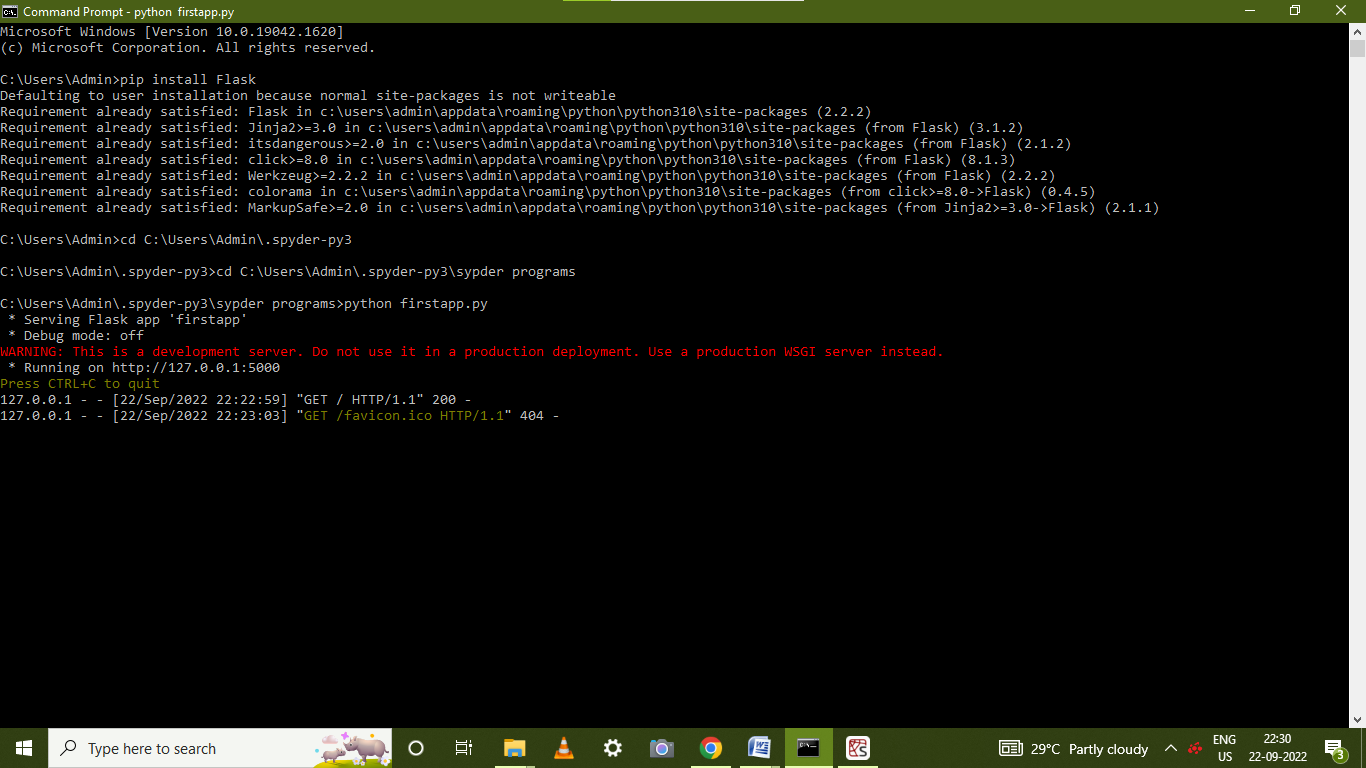 Command Prompt - python  firstapp.py
Microsoft Windows [Version 10.0.19042.1620]
(c) Microsoft Corporation. All rights reserved.
C:\Users\Admin>pip install Flask
Defaulting to user installation because normal site-packages is not writeable
Requirement already satisfied: Flask in c:\users\admin\appdata\roaming\python\python310\site-packages (2.2.2)
Requirement already satisfied: Jinja2>=3.0 in c:\users\admin\appdata\roaming\python\python310\site-packages (from Flask) (3.1.2)
Requirement already satisfied: itsdangerous>=2.0 in c:\users\admin\appdata\roaming\python\python310\site-packages (from Flask) (2.1.2)
Requirement already satisfied: click>=8.0 in c:\users\admin\appdata\roaming\python\python310\site-packages (from Flask) (8.1.3)
Requirement already satisfied: Werkzeug>=2.2.2 in c:\users\admin\appdata\roaming\python\python310\site-packages (from Flask) (2.2.2)
Requirement already satisfied: colorama in c:\users\admin\appdata\roaming\python\python310\site-packages (from click>=8.0->Flask) (0.4.5)
Requirement already satisfied: MarkupSafe>=2.0 in c:\users\admin\appdata\roaming\python\python310\site-packages (from Jinja2>=3.0->Flask) (2.1.1)
C:\Users\Admin>cd C:\Users\Admin\.spyder-py3
C:\Users\Admin\.spyder-py3>cd C:\Users\Admin\.spyder-py3\sypder programs
C:\Users\Admin\.spyder-py3\sypder programs>python firstapp.py
 * Serving Flask app 'firstapp'
 * Debug mode: off
WARNING: This is a development server. Do not use it in a production deployment. Use a production WSGI server instead.
 * Running on http://127.0.0.1:5000
Press CTRL+C to quit
127.0.0.1 - - [22/Sep/2022 22:22:59] "GET / HTTP/1.1" 200 -
127.0.0.1 - - [22/Sep/2022 22:23:03] "GET /favicon.ico HTTP/1.1" 404 -
Type here to search
29°C  Partly cloudy
ENG
US
22:30
22-09-2022
3